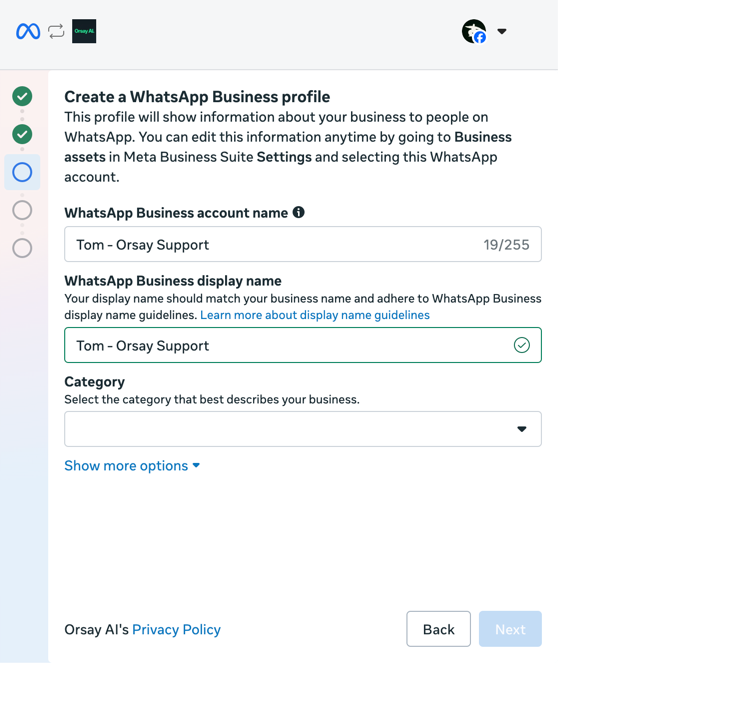 Orsay AI.
Create a WhatsApp Business profile
This profile will show information about your business to people on
WhatsApp. You can edit this information anytime by going to Business
assets in Meta Business Suite Settings and selecting this WhatsApp
account.
WhatsApp Business account name
Tom - Orsay Support 19/255
WhatsApp Business display name
Your display name should match your business name and adhere to WhatsApp Business
display name guidelines. Learn more about display name guidelines
Tom - Orsay Support
Category
Select the category that best describes your business.
Show more options
Orsay AI's Privacy Policy Back Next